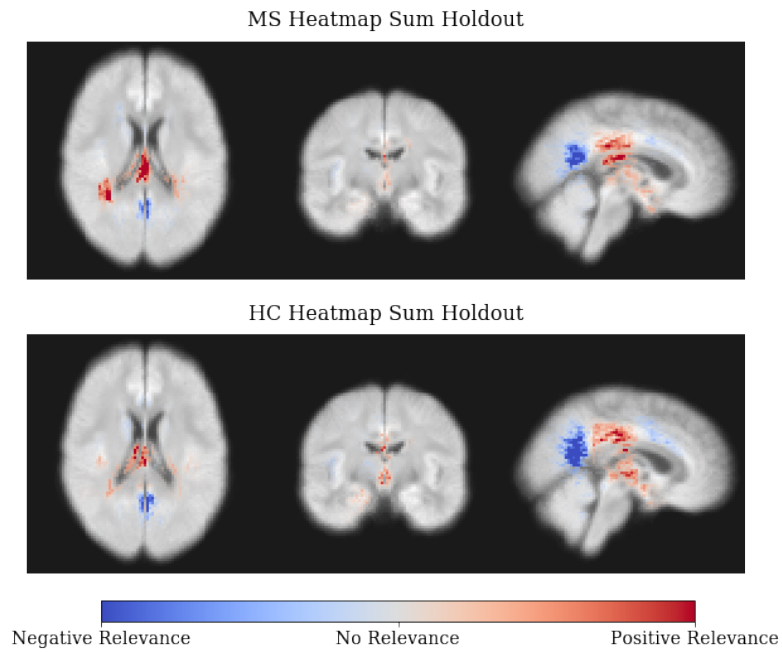 MS Heatmap Sum Holdout
HC Heatmap Sum Holdout
Negative Relevance No Relevance Positive Relevance